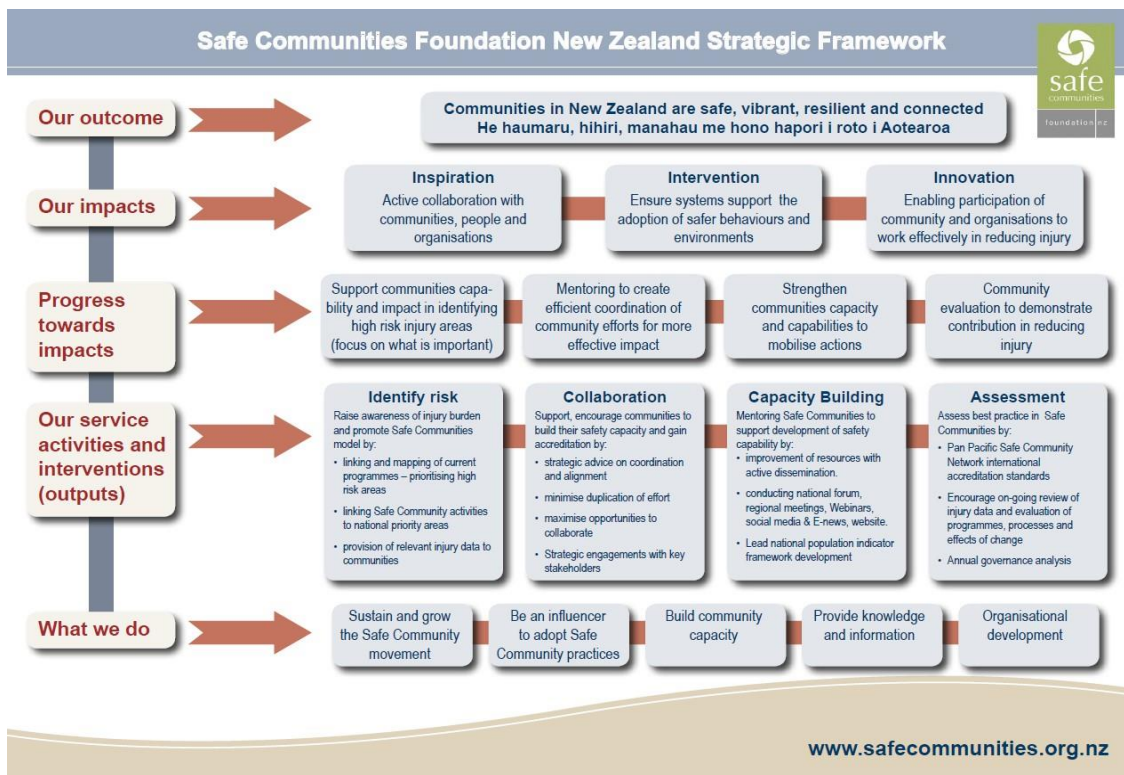 Safe Communities Foundation New Zealand Strategic Framework
safe
communities
foundation nz
Our outcome
Communities in New Zealand are safe, vibrant, resilient and connected
He haumaru, hihiri, manahau me hono hapori i roto i Aotearoa
Our impacts
Inspiration
Active collaboration with
communities, people and
organisations
Intervention
Ensure systems support the
adoption of safer behaviours and
environments
Innovation
Enabling participation of
community and organisations to
work effectively in reducing injury
Progress
towards
impacts
Support communities capa-
bility and impact in identifying
high risk injury areas
(focus on what is important)
Mentoring to create
efficient coordination of
community efforts for more
effective impact
Strengthen
communities capacity
and capabilities to
mobilise actions
Community
evaluation to demonstrate
contribution in reducing
injury
Our service
activities and
interventions
(outputs)
Identify risk
Raise awareness of injury burden
and promote Safe Communities
model by:
• linking and mapping of current
programmes – prioritising high
risk areas
• linking Safe Community activities
to national priority areas
• provision of relevant injury data to
communities
Collaboration
Support, encourage communities to
build their safety capacity and gain
accreditation by:
• strategic advice on coordination
and alignment
• minimise duplication of effort
• maximise opportunities to
collaborate
• Strategic engagements with key
stakeholders
Capacity Building
Mentoring Safe Communities to
support development of safety
capability by:
• improvement of resources with
active dissemination.
• conducting national forum,
regional meetings, Webinars,
social media & E-news, website.
• Lead national population indicator
framework development
Assessment
Assess best practice in Safe
Communities by:
• Pan Pacific Safe Community
Network international
accreditation standards
• Encourage on-going review of
injury data and evaluation of
programmes, processes and
effects of change
• Annual governance analysis
What we do
Sustain and grow
the Safe Community
movement
Be an influencer
to adopt Safe
Community practices
Build community
capacity
Provide knowledge
and information
Organisational
development
www.safecommunities.org.nz